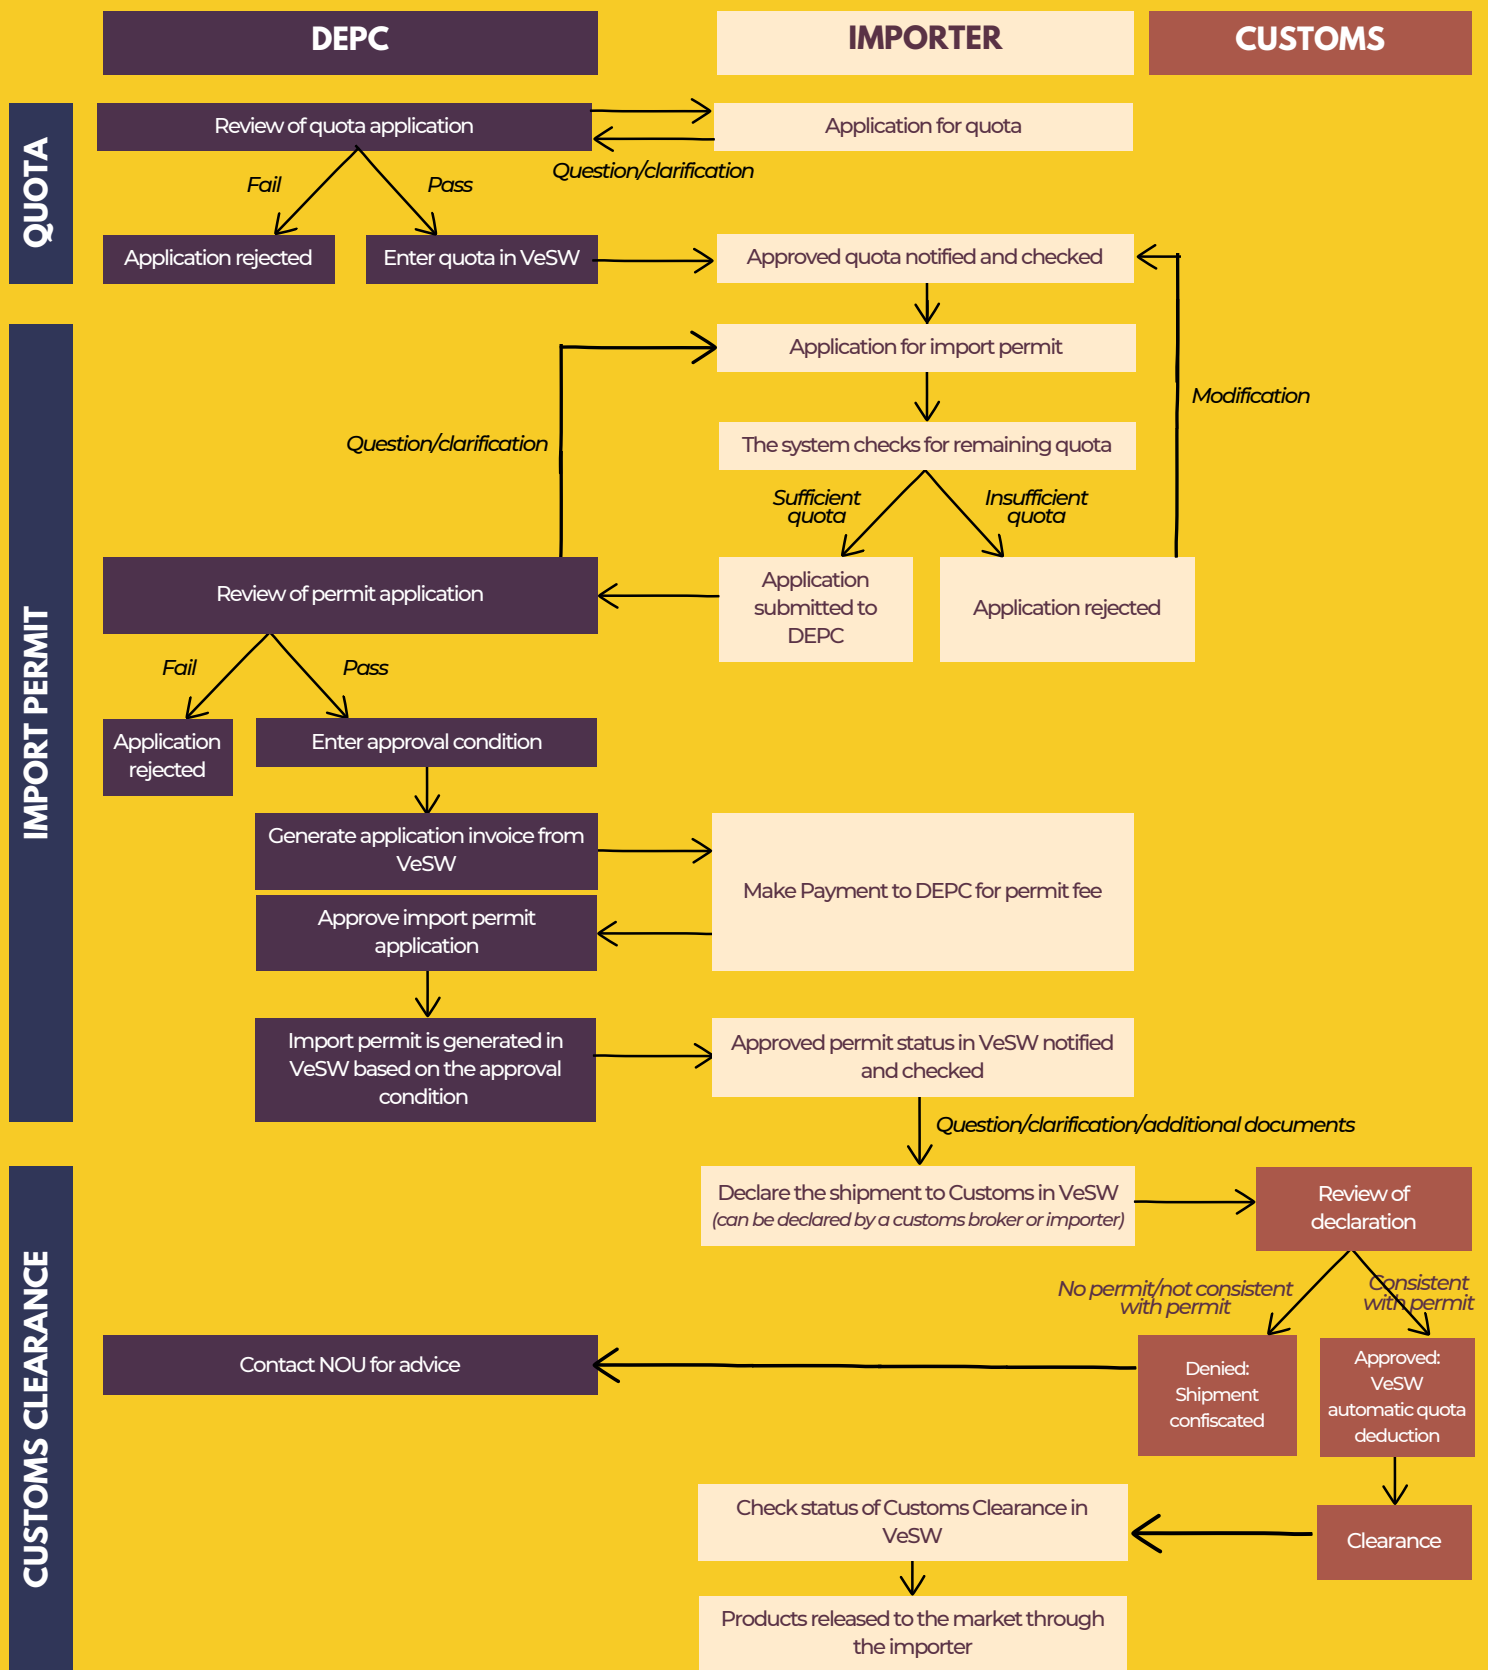 DEPC
IMPORTER
CUSTOMS
QUOTA
Review of quota application
Application for quota
Question/clarification
Fail
Pass
Application rejected
Enter quota in VeSW
Approved quota notified and checked
IMPORT PERMIT
Application for import permit
Modification
Question/clarification
The system checks for remaining quota
Sufficient
quota
Insufficient
quota
Review of permit application
Application
submitted to
DEPC
Application rejected
Fail
Pass
Application
rejected
Enter approval condition
Generate application invoice from
VeSW
Make Payment to DEPC for permit fee
Approve import permit
application
Import permit is generated in
VeSW based on the approval
condition
Approved permit status in VeSW notified
and checked
Question/clarification/additional documents
CUSTOMS CLEARANCE
Declare the shipment to Customs in VeSW
(can be declared by a customs broker or importer)
Review of
declaration
No permit/not consistent
with permit
Consistent
with permit
Contact NOU for advice
Denied:
Shipment
confiscated
Approved:
VeSW
automatic quota
deduction
Check status of Customs Clearance in
VeSW
Clearance
Products released to the market through
the importer